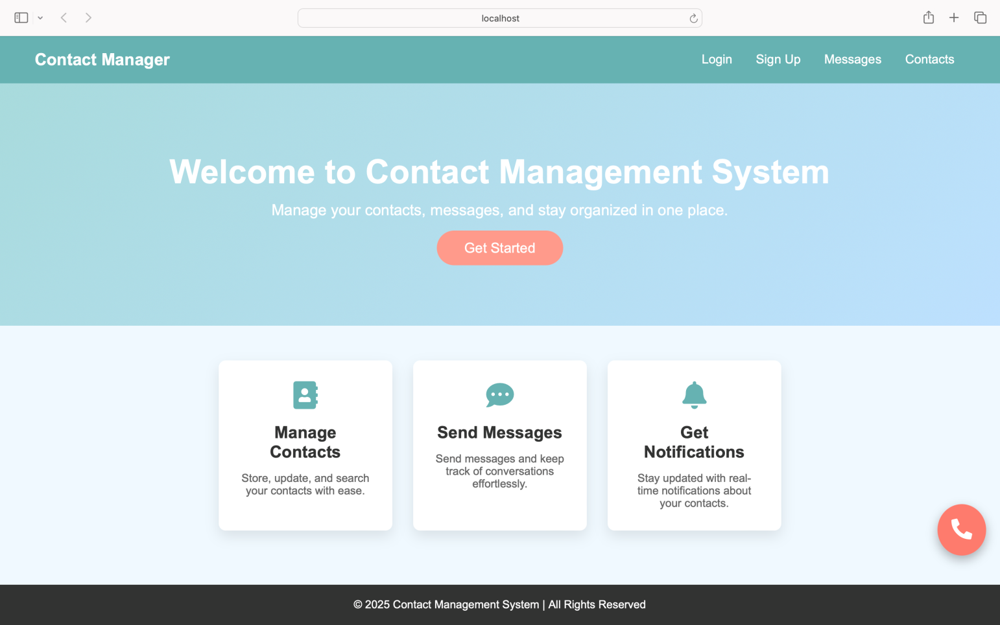 localhost
Contact Manager
Login
Sign Up
Messages
Contacts
Welcome to Contact Management System
Manage your contacts, messages, and stay organized in one place.
Get Started
Manage
Contacts
Store, update, and search
your contacts with ease.
Send Messages
Send messages and keep
track of conversations
effortlessly.
Get
Notifications
Stay updated with real-
time notifications about
your contacts.
© 2025 Contact Management System | All Rights Reserved